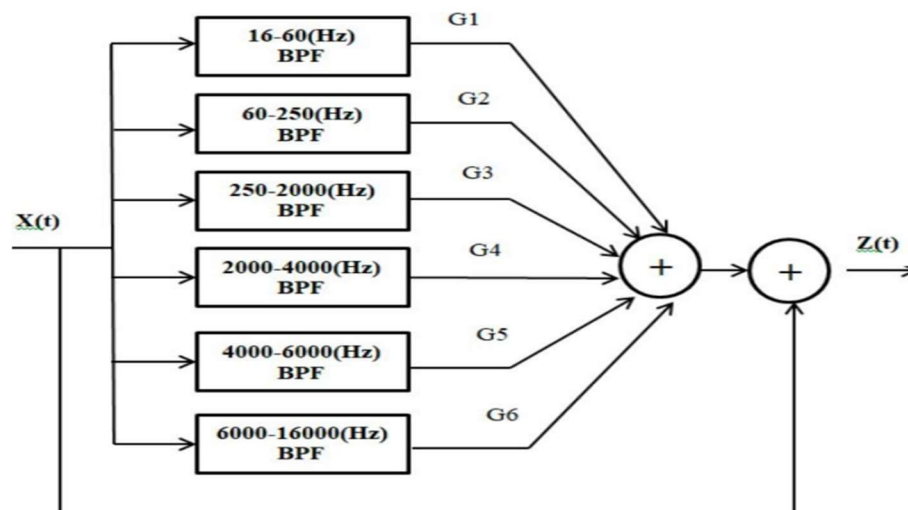 G1
16-60(Hz)
BPF
G2
60-250(Hz)
BPF
G3
250-2000(Hz)
BPF
X(t)
G4
2000-4000(Hz)
BPF
+
+
Z(t)
G5
4000-6000(Hz)
BPF
G6
6000-16000(Hz)
BPF